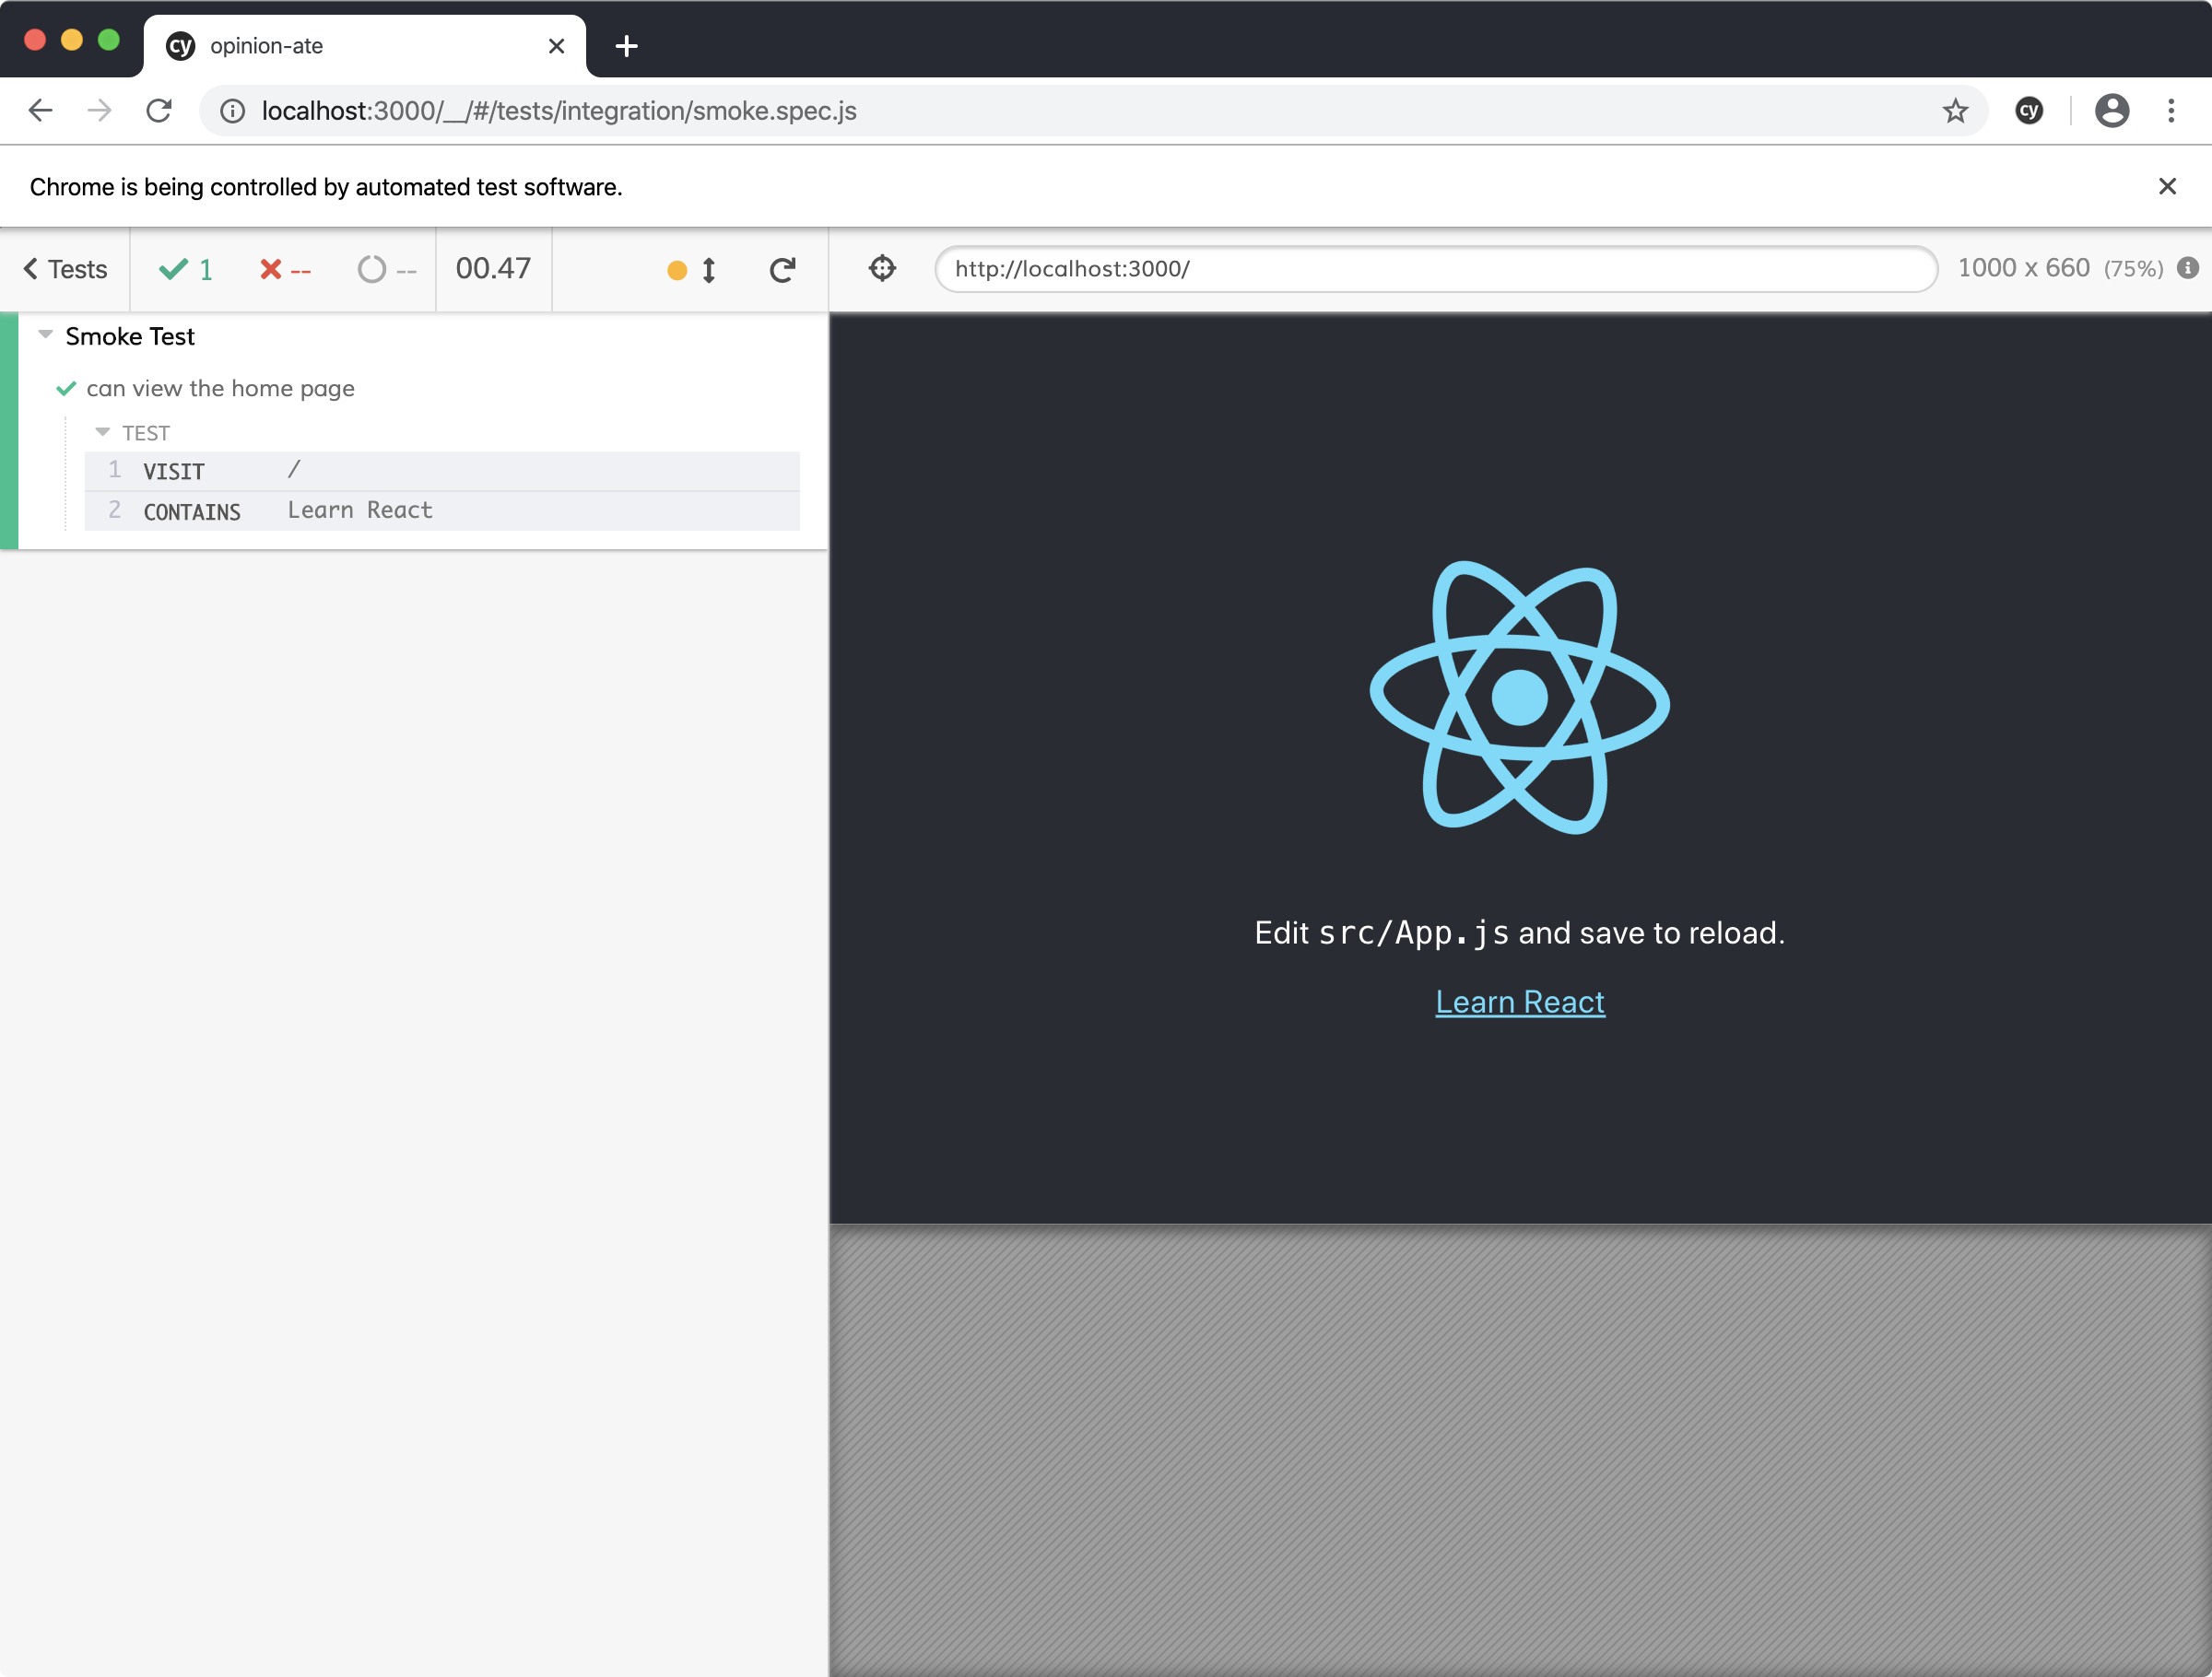 cy opinion-ate
localhost:3000/__/#/tests/integration/smoke.spec.js cy
Chrome is being controlled by automated test software.
Tests 1 -- -- 00.47 http://localhost:3000/ 1000 x 660 (75%)
Smoke Test
can view the home page
TEST
1 VISIT /
2 CONTAINS Learn React
Edit src/App.js and save to reload.
Learn React